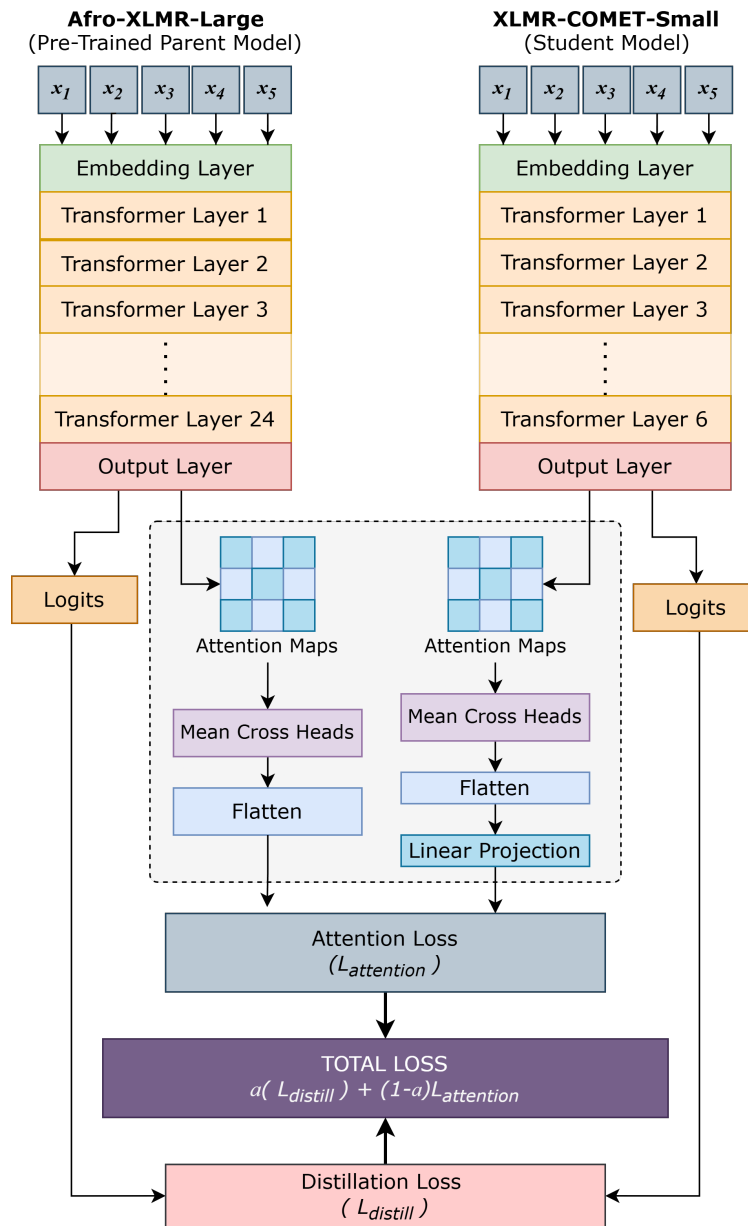 Afro-XLMR-Large
(Pre-Trained Parent Model)
x1 x2 x3 x4 x5
Embedding Layer
Transformer Layer 1
Transformer Layer 2
Transformer Layer 3
Transformer Layer 24
Output Layer
Logits
XLMR-COMET-Small
(Student Model)
x1 x2 x3 x4 x5
Embedding Layer
Transformer Layer 1
Transformer Layer 2
Transformer Layer 3
Transformer Layer 6
Output Layer
Logits
Attention Maps
Mean Cross Heads
Flatten
Attention Maps
Mean Cross Heads
Flatten
Linear Projection
Attention Loss
(Lattention )
TOTAL LOSS
a( Ldistill ) + (1-a)Lattention
Distillation Loss
( Ldistill )